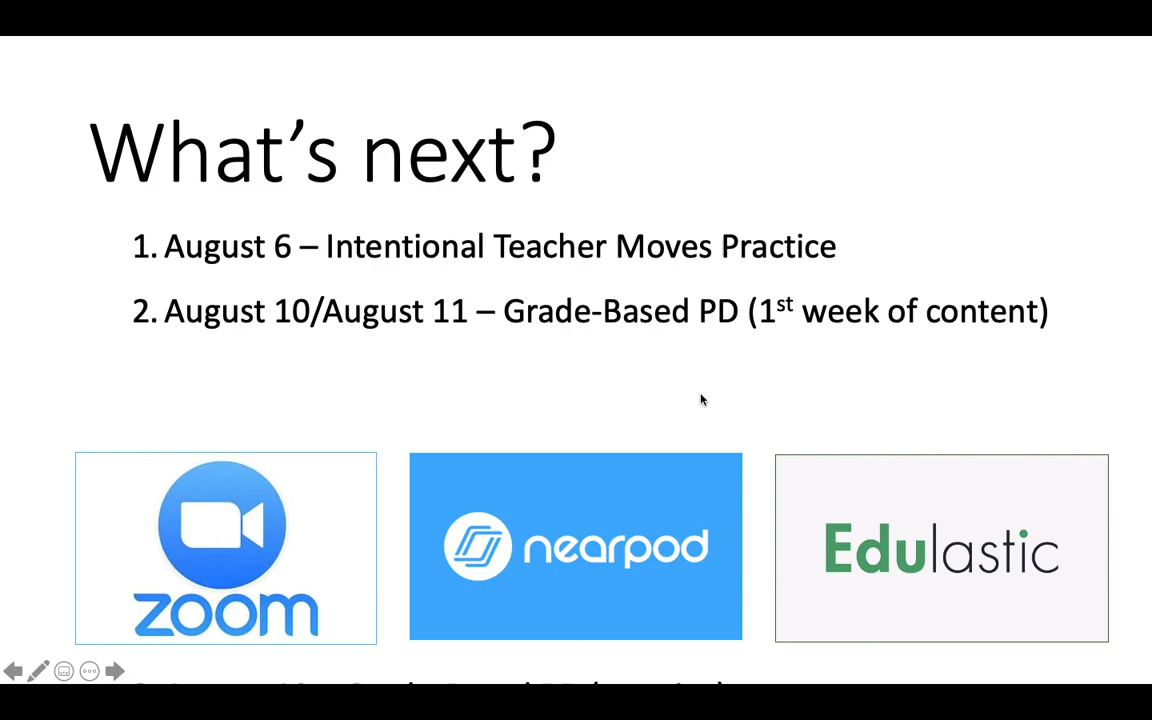 What's next?
1. August 6 – Intentional Teacher Moves Practice
2. August 10/August 11 – Grade-Based PD (1st week of content)
zoom
nearpod
Edulastic